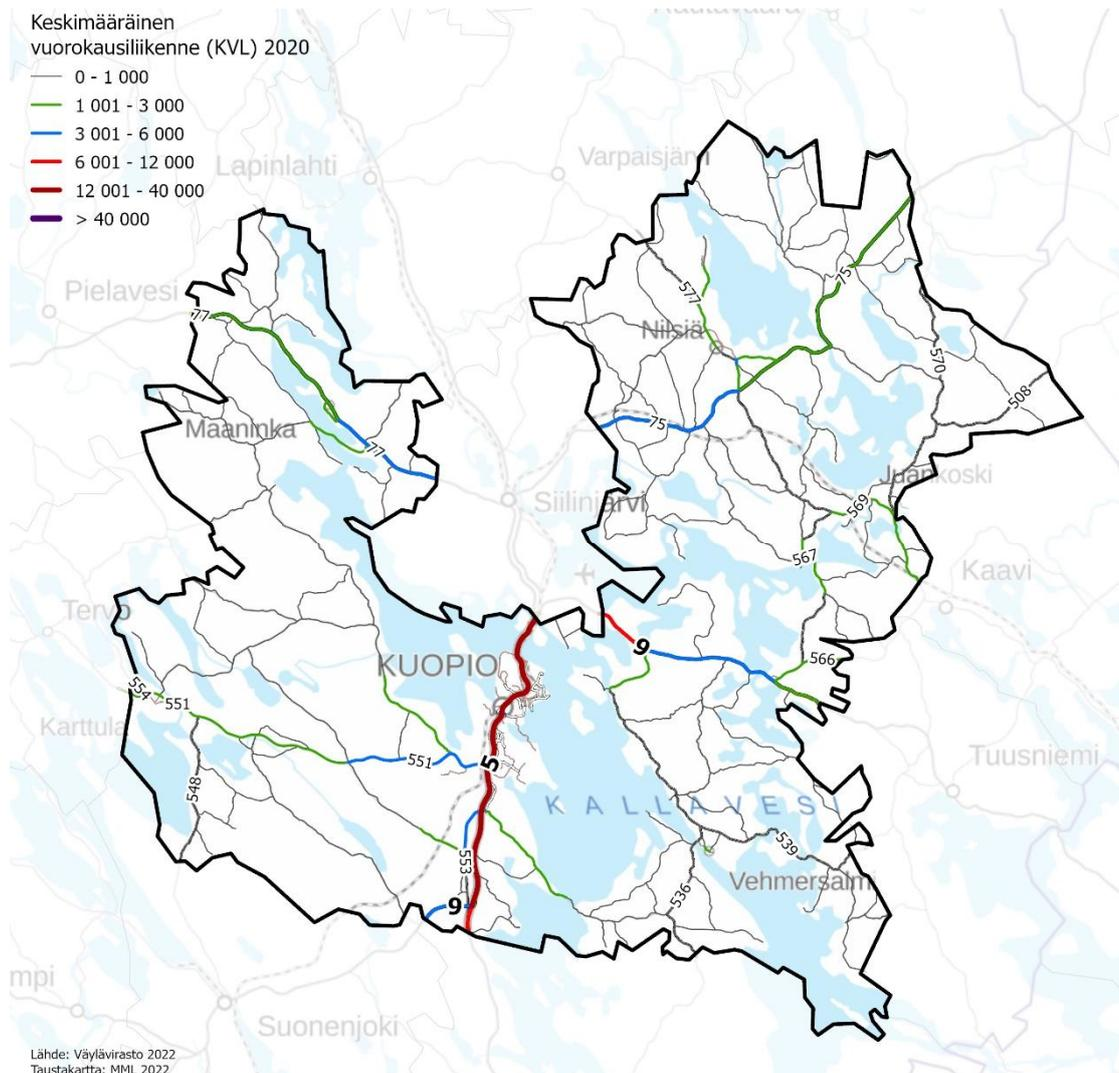 Keskimääräinen
vuorokausiliikenne (KVL) 2020
0 - 1 000
1 001 - 3 000
3 001 - 6 000
6 001 - 12 000
12 001 - 40 000
> 40 000
Rautavaara
Lapinlahti
Varpaisjärvi
Pielavesi
77
577
75
Nilsiä
570
508
Maaninka
77
75
Juankoski
Siilinjärvi
569
567
Kaavi
Tervo
9
KUOPIO
566
554
551
Karttula
551
5
Tuusniemi
548
KALLAVESI
553
539
Vehmersalmi
536
9
mpi
Suonenjoki
Lähde: Väylävirasto 2022
Taustakartta: MML 2022